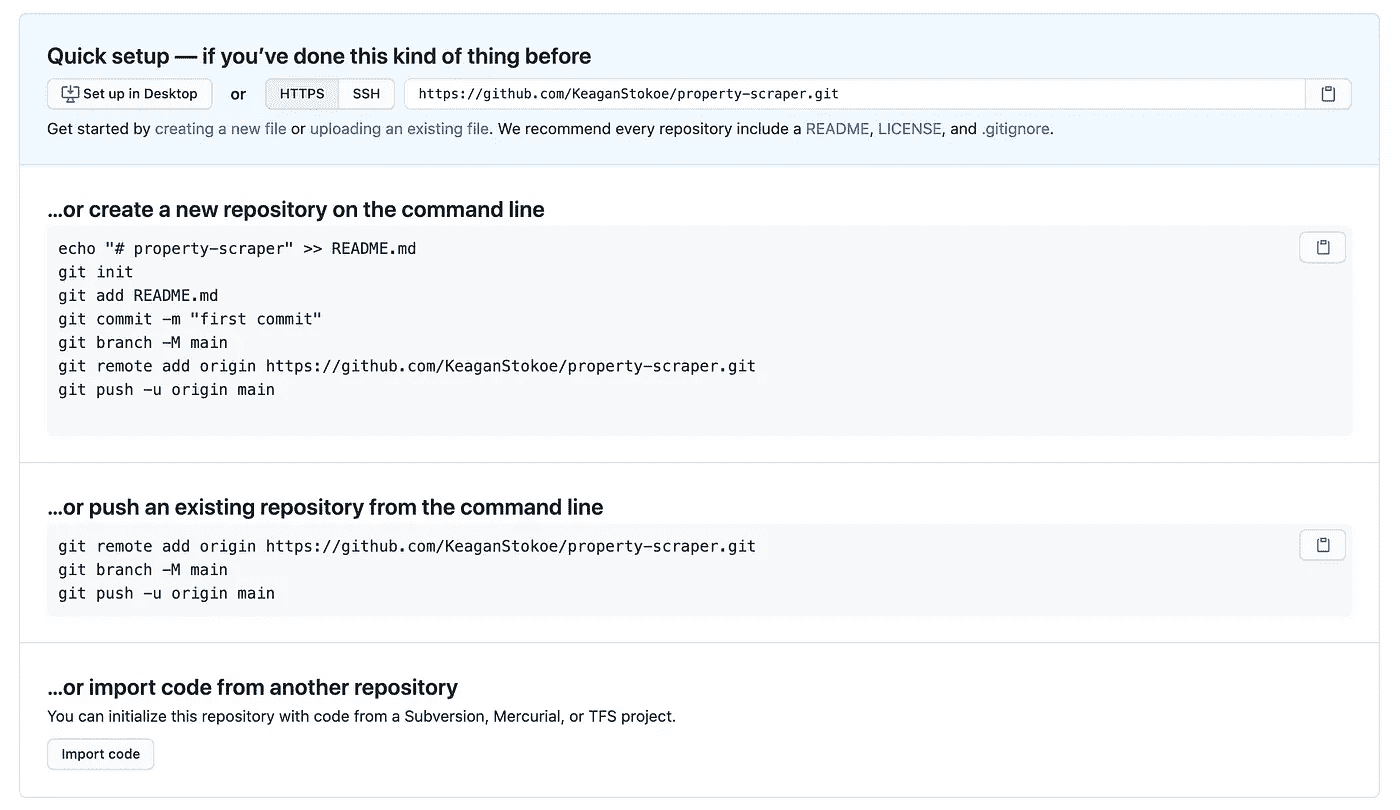 Quick setup — if you've done this kind of thing before
Set up in Desktop or HTTPS SSH https://github.com/KeaganStokoe/property-scraper.git
Get started by creating a new file or uploading an existing file. We recommend every repository include a README, LICENSE, and .gitignore.
…or create a new repository on the command line
echo "# property-scraper" >> README.md
git init
git add README.md
git commit -m "first commit"
git branch -M main
git remote add origin https://github.com/KeaganStokoe/property-scraper.git
git push -u origin main
…or push an existing repository from the command line
git remote add origin https://github.com/KeaganStokoe/property-scraper.git
git branch -M main
git push -u origin main
…or import code from another repository
You can initialize this repository with code from a Subversion, Mercurial, or TFS project.
Import code